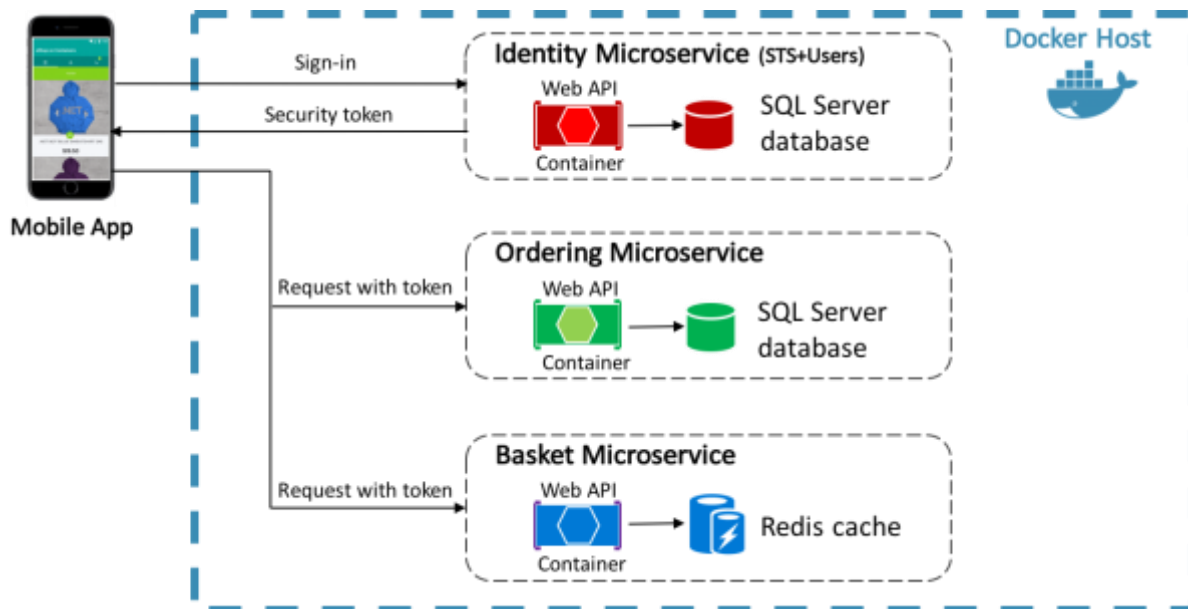 Docker Host
Identity Microservice (STS+Users)
Sign-in
Web API
SQL Server
database
Security token
Container
.NET
Mobile App
Ordering Microservice
Web API
Request with token
SQL Server
database
Container
Basket Microservice
Web API
Request with token
Redis cache
Container